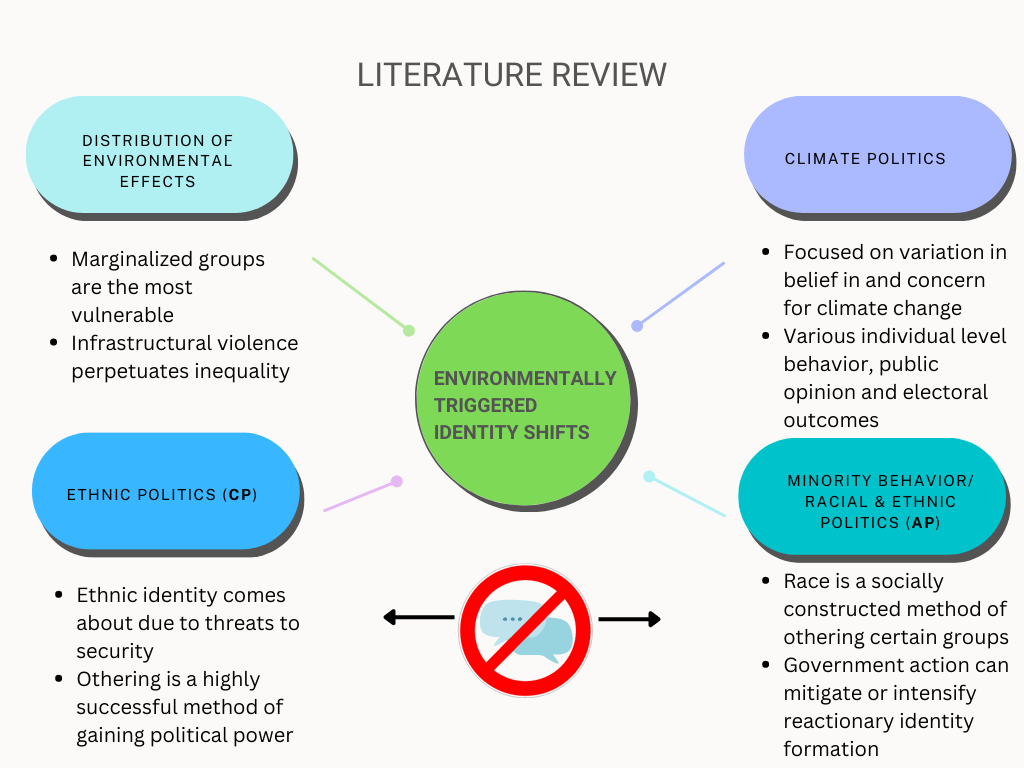 LITERATURE REVIEW
DISTRIBUTION OF
ENVIRONMENTAL
EFFECTS
• Marginalized groups
are the most
vulnerable
• Infrastructural violence
perpetuates inequality
CLIMATE POLITICS
• Focused on variation in
belief in and concern
for climate change
• Various individual level
behavior, public
opinion and electoral
outcomes
ENVIRONMENTALLY
TRIGGERED
IDENTITY SHIFTS
ETHNIC POLITICS (CP)
• Ethnic identity comes
about due to threats to
security
• Othering is a highly
successful method of
gaining political power
MINORITY BEHAVIOR/
RACIAL & ETHNIC
POLITICS (AP)
• Race is a socially
constructed method of
othering certain groups
• Government action can
mitigate or intensify
reactionary identity
formation